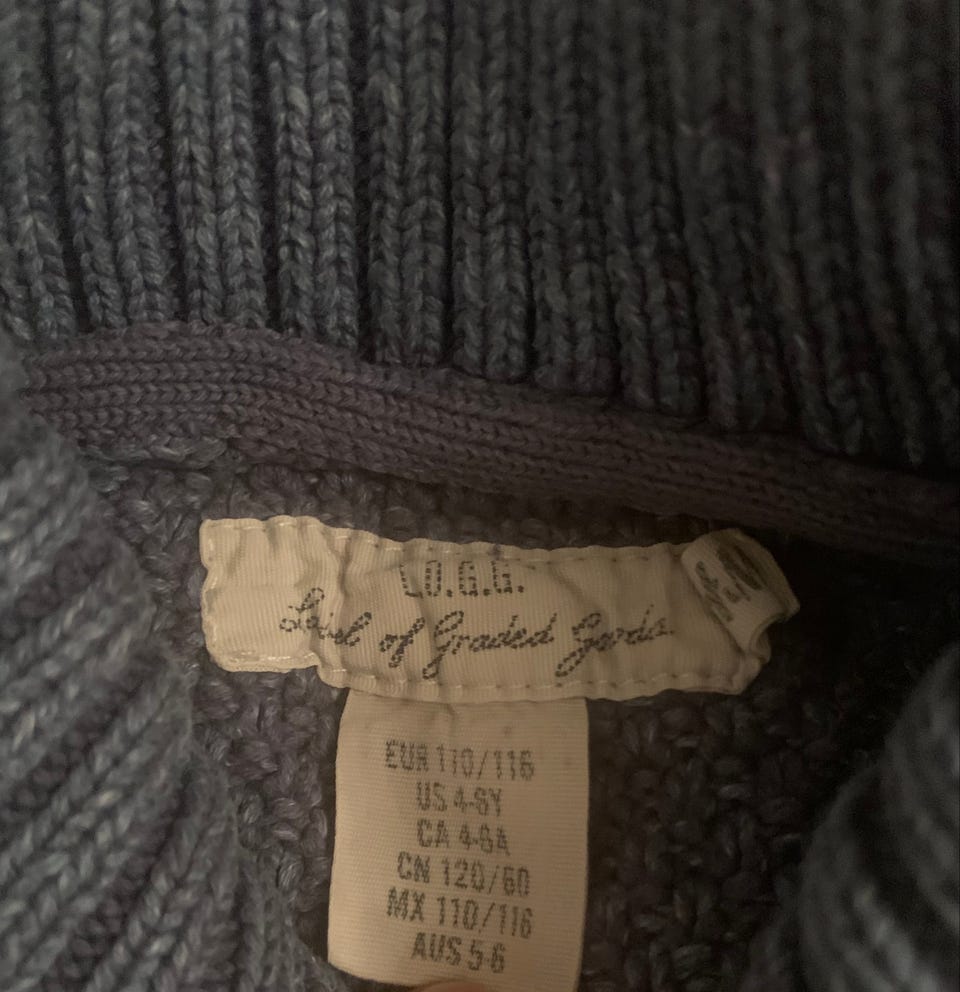 L.O.G.G.
Label of Graded Goods.
EUR 110/116
US 4-6Y
CA 4-6A
CN 120/60
MX 110/116
AUS 5-6